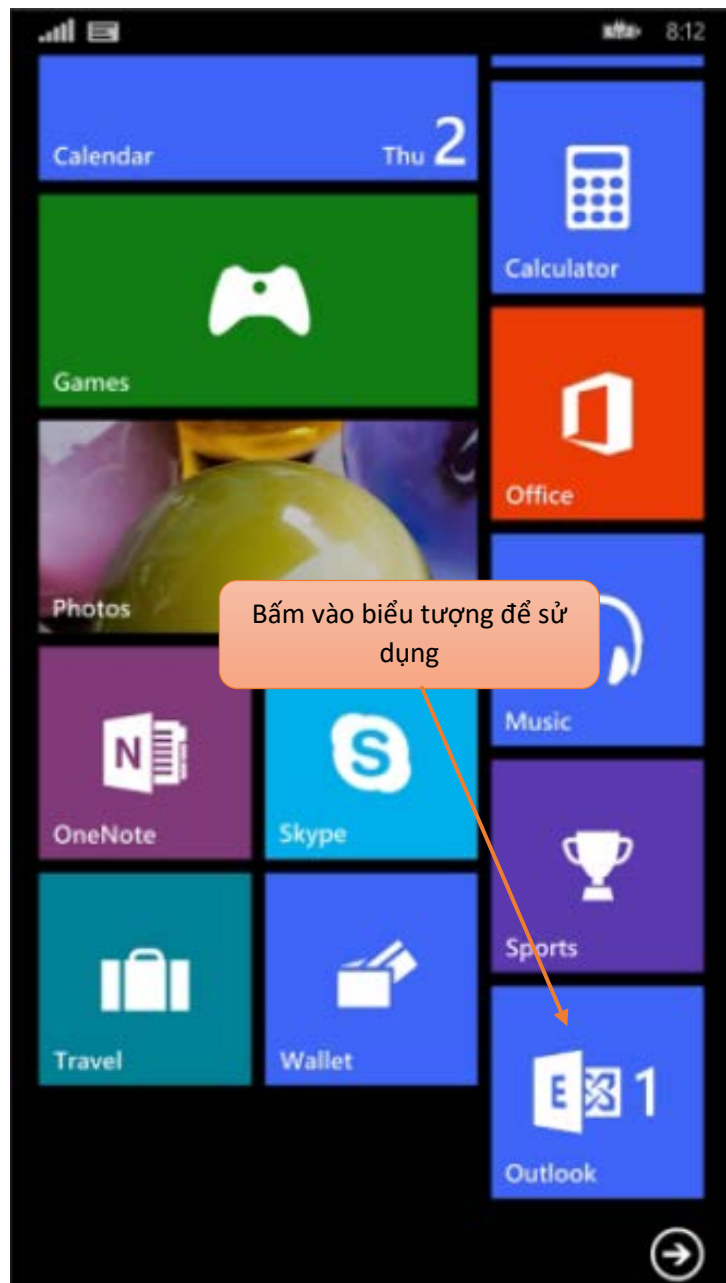 8:12
Calendar
Thu 2
Calculator
Games
Office
Photos
Bấm vào biểu tượng để sử
dụng
Music
N
OneNote
S
Skype
Sports
Travel
Wallet
E 1
Outlook